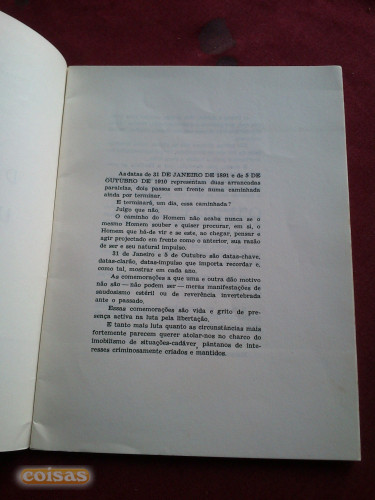 As datas de 31 DE JANEIRO DE 1891 e de 5 DE
OUTUBRO DE 1910 representam duas arrancadas
paralelas, dois passos em frente numa caminhada
ainda por terminar.
E terminará, um dia, essa caminhada?
Julgo que não.
O caminho do Homem não acaba nunca se o
mesmo Homem souber e quiser procurar, em si, o
Homem que há-de vir e se este, ao chegar, pensar e
agir projectado em frente como o anterior, sua razão
de ser e seu natural impulso.
31 de Janeiro e 5 de Outubro são datas-chave,
datas-clarão, datas-impulso que importa recordar e,
como tal, mostrar em cada ano.
As comemorações a que uma e outra dão motivo
não são — não podem ser — meras manifestações de
saudosismo estéril ou de reverência invertebrada
ante o passado.
Essas comemorações são vida e grito de pre-
sença activa na luta pela libertação.
E tanto mais luta quanto as circunstâncias mais
fortemente parecem querer atolar-nos no charco do
imobilismo de situações-cadáver, pântanos de inte-
resses criminosamente criados e mantidos.
coisas